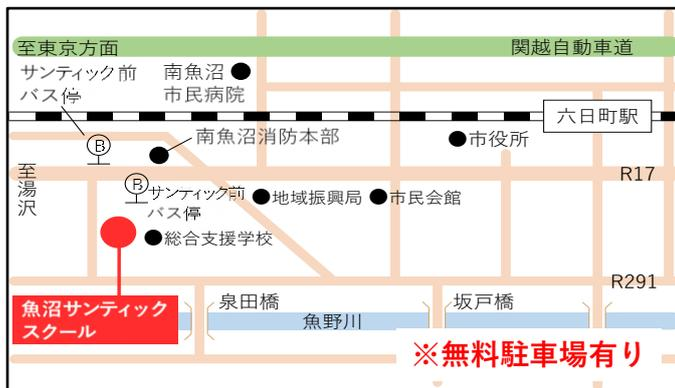 至東京方面
関越自動車道
サンティック前
バス停
南魚沼
市民病院
六日町駅
B
南魚沼消防本部
市役所
至湯沢
R17
B
サンティック前
バス停
地域振興局
市民会館
総合支援学校
R291
魚沼サンティック
スクール
泉田橋
坂戸橋
魚野川
※無料駐車場有り